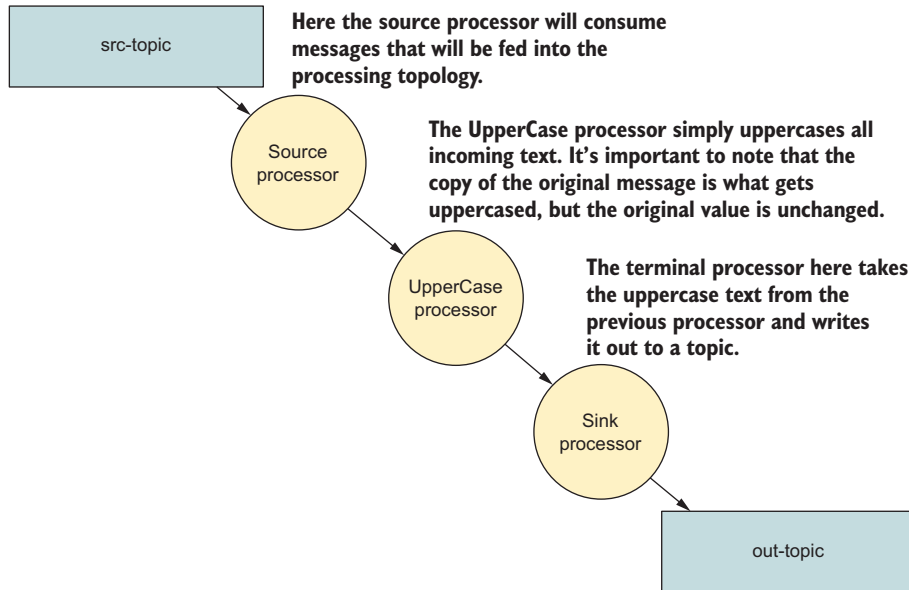 src-topic
Here the source processor will consume
messages that will be fed into the
processing topology.
Source
processor
The UpperCase processor simply uppercases all
incoming text. It's important to note that the
copy of the original message is what gets
uppercased, but the original value is unchanged.
UpperCase
processor
The terminal processor here takes
the uppercase text from the
previous processor and writes
it out to a topic.
Sink
processor
out-topic